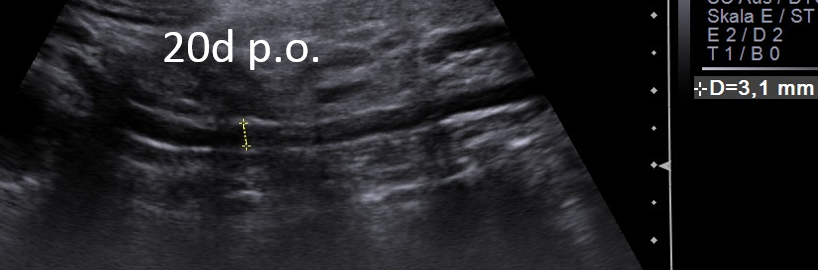 20d p.o.
Skala E / ST
E 2 / D 2
T 1 / B 0
D=3,1 mm